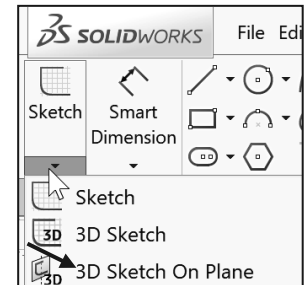 SOLIDWORKS File Edi
Sketch Smart Dimension
Sketch
3D 3D Sketch
3D 3D Sketch On Plane